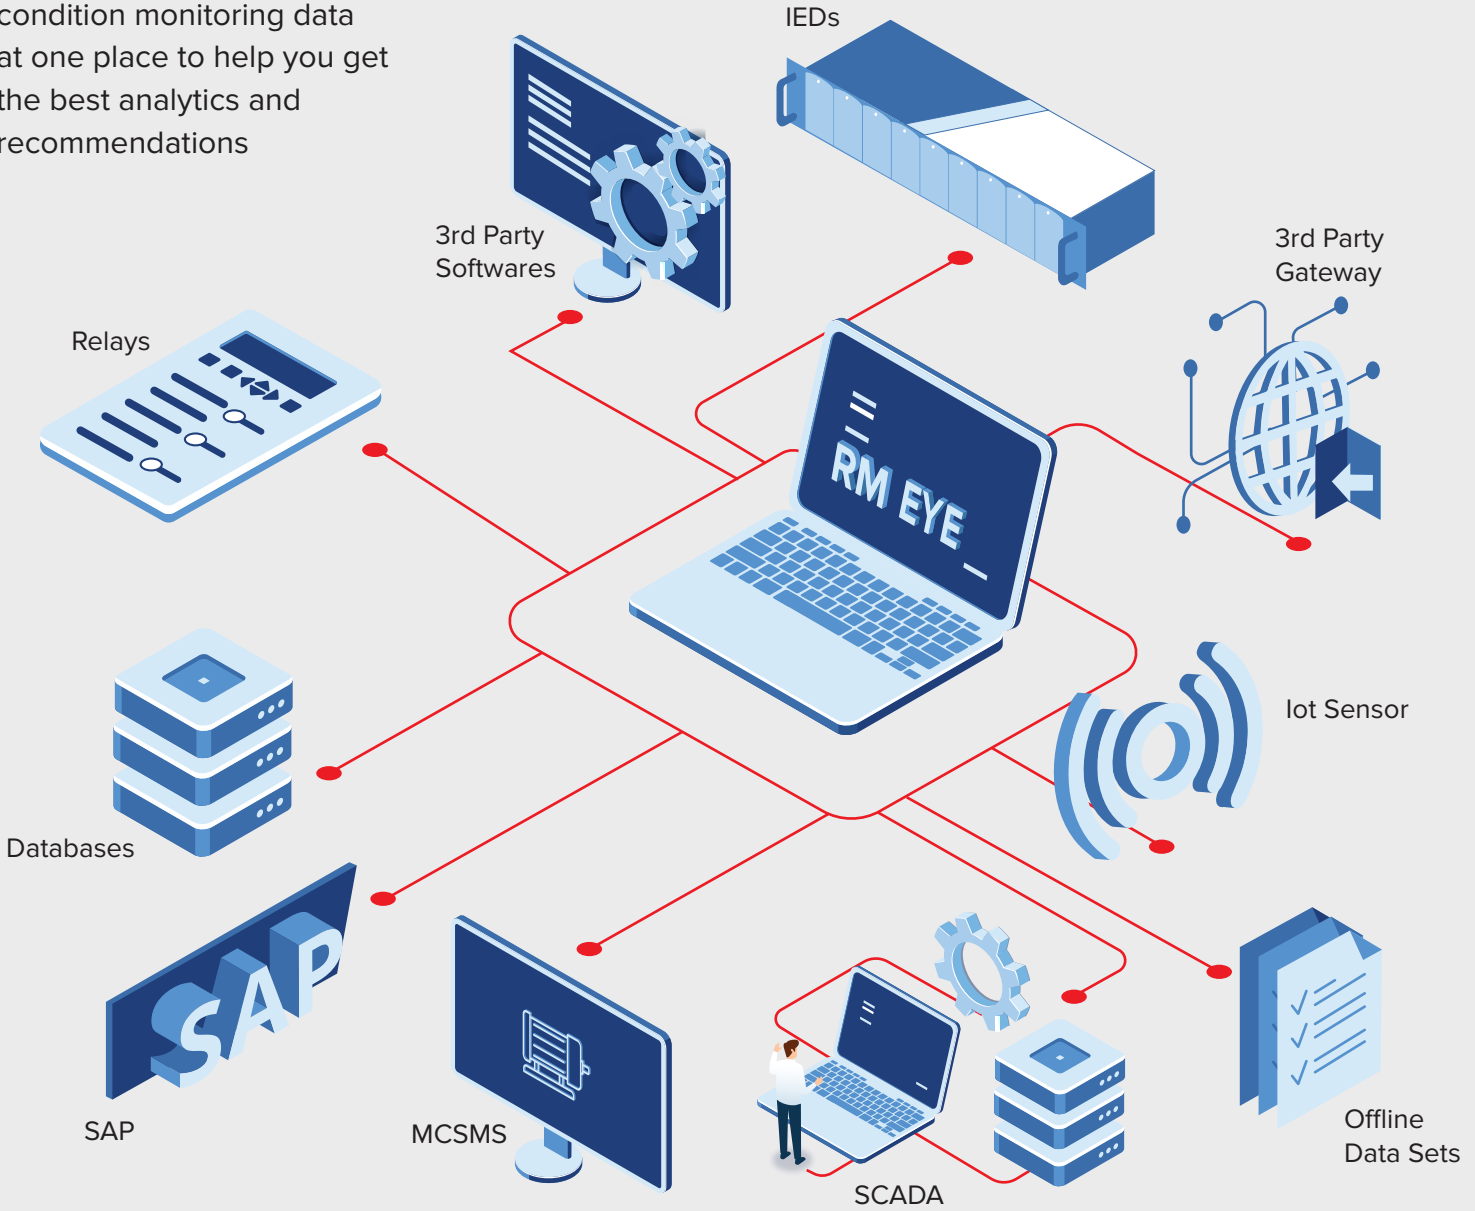 condition monitoring data
at one place to help you get
the best analytics and
recommendations
IEDs
3rd Party
Softwares
3rd Party
Gateway
Relays
RM EYE
Iot Sensor
Databases
SAP
SAP
MCSMS
SCADA
Offline
Data Sets